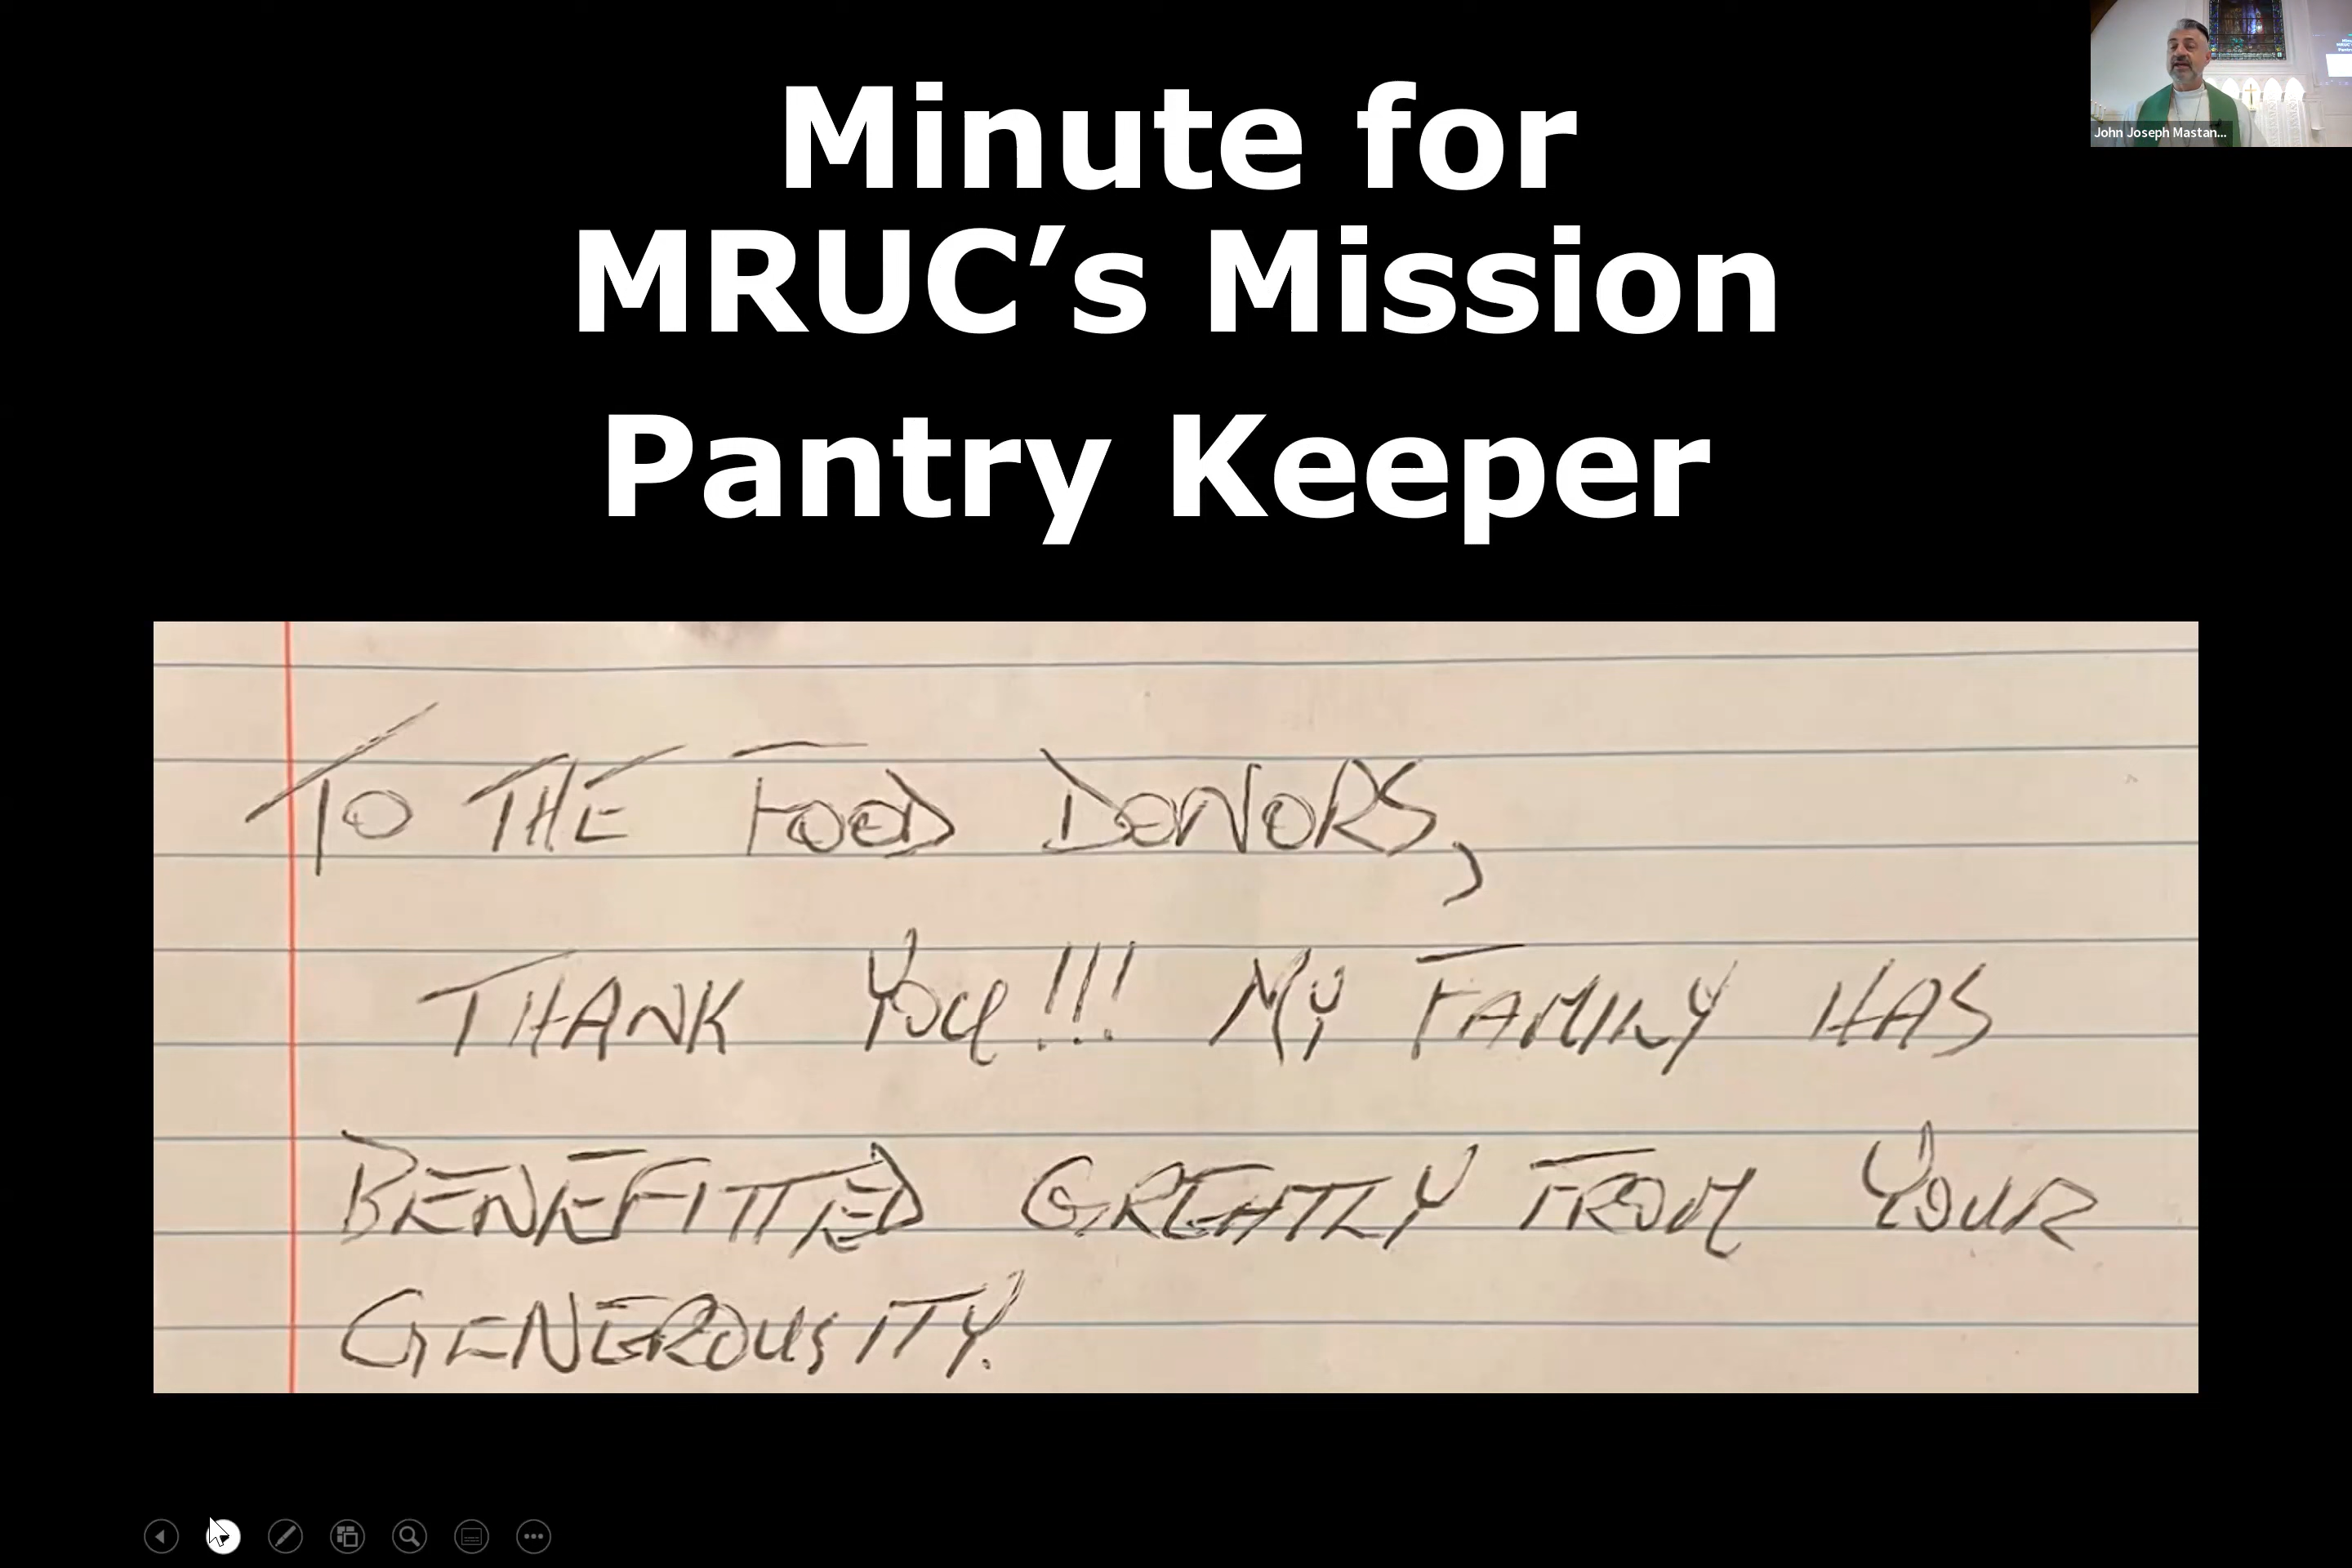 John Joseph Mastan...
Minute for
MRUC’s Mission
Pantry Keeper
TO THE FOOD DONORS,
THANK YOU!!! MY FAMILY HAS
BENEFITTED GREATLY FROM YOUR
GENEROUSITY.